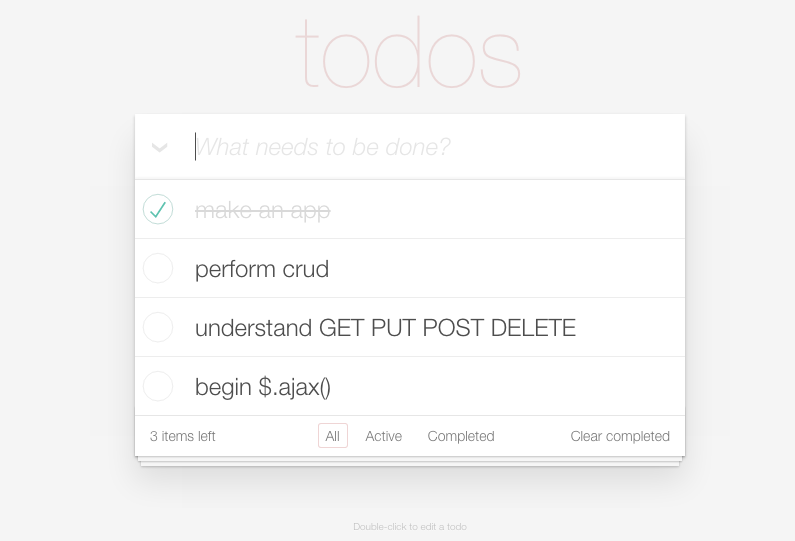 todos
What needs to be done?
make an app
perform crud
understand GET PUT POST DELETE
begin $.ajax()
3 items left All Active Completed Clear completed
Double-click to edit a todo